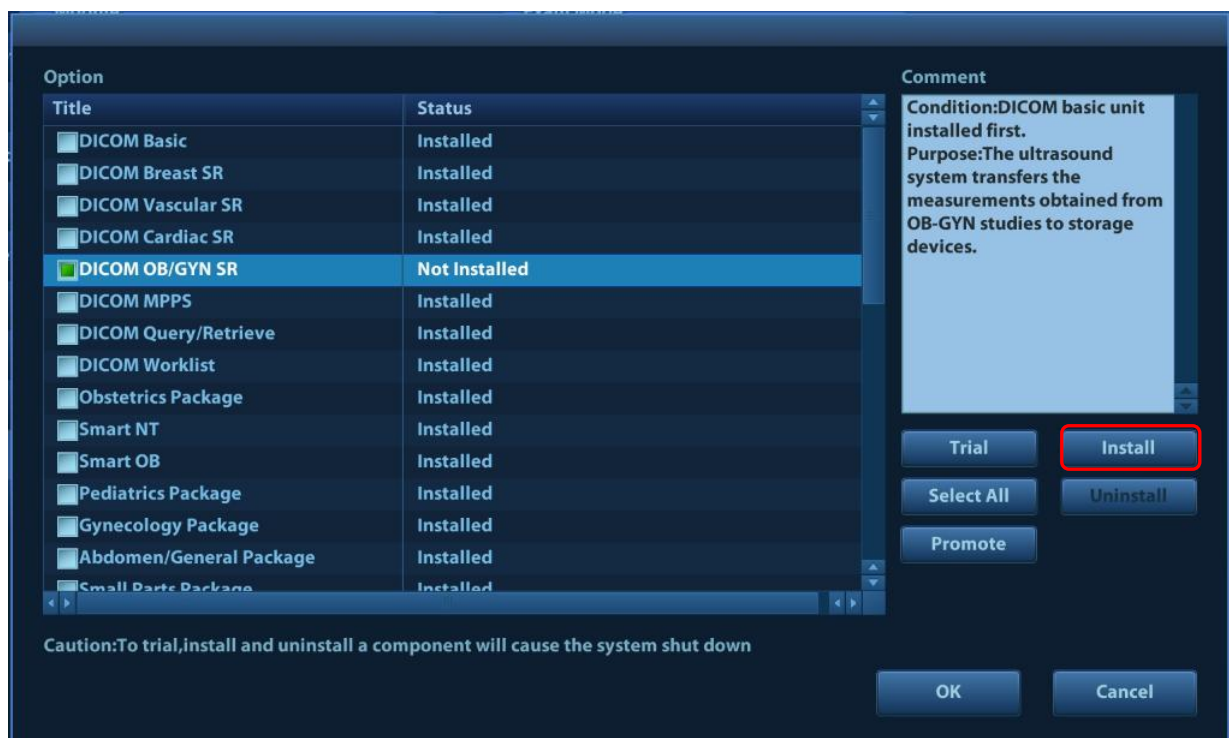 Option
Title Status
DICOM Basic Installed
DICOM Breast SR Installed
DICOM Vascular SR Installed
DICOM Cardiac SR Installed
DICOM OB/GYN SR Not Installed
DICOM MPPS Installed
DICOM Query/Retrieve Installed
DICOM Worklist Installed
Obstetrics Package Installed
Smart NT Installed
Smart OB Installed
Pediatrics Package Installed
Gynecology Package Installed
Abdomen/General Package Installed
Small Parts Package Installed
Comment
Condition:DICOM basic unit
installed first.
Purpose:The ultrasound
system transfers the
measurements obtained from
OB-GYN studies to storage
devices.
Trial Install
Select All Uninstall
Promote
Caution:To trial,install and uninstall a component will cause the system shut down
OK Cancel